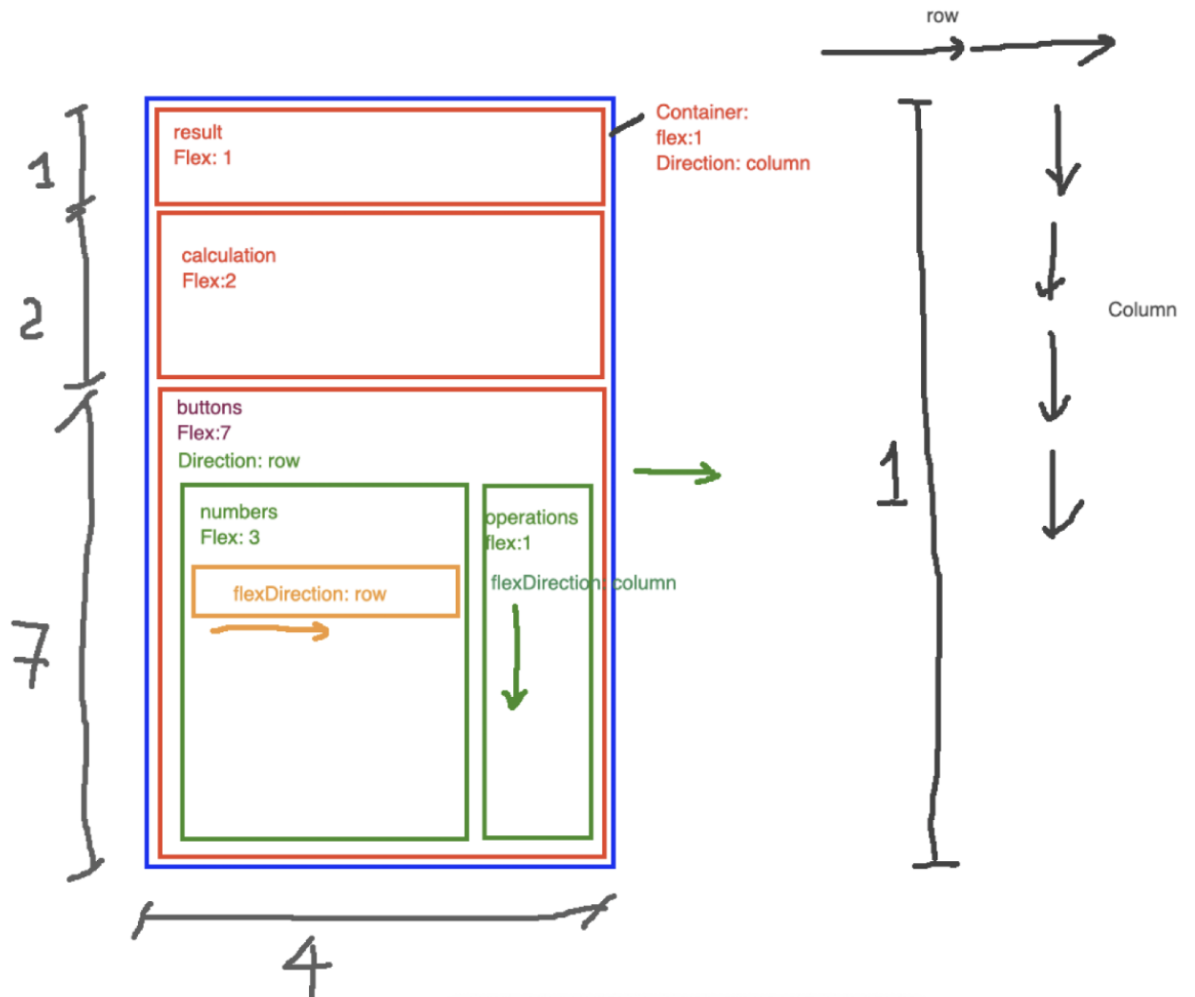 row
Container:
flex:1
Direction: column
result
Flex: 1
1
calculation
Flex:2
2
Column
buttons
Flex:7
Direction: row
1
numbers
Flex: 3
operations
flex:1
flexDirection: row
flexDirection: column
7
4